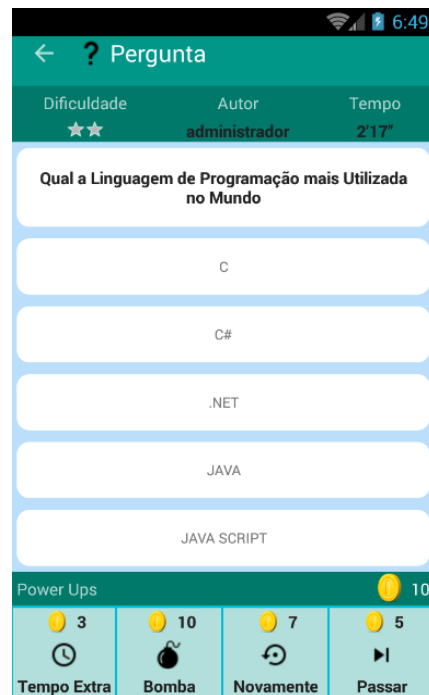 6:49
? Pergunta
Dificuldade Autor Tempo
administrador 2'17"
Qual a Linguagem de Programação mais Utilizada
no Mundo
C
C#
.NET
JAVA
JAVA SCRIPT
Power Ups 10
3 10 7 5
Tempo Extra Bomba Novamente Passar